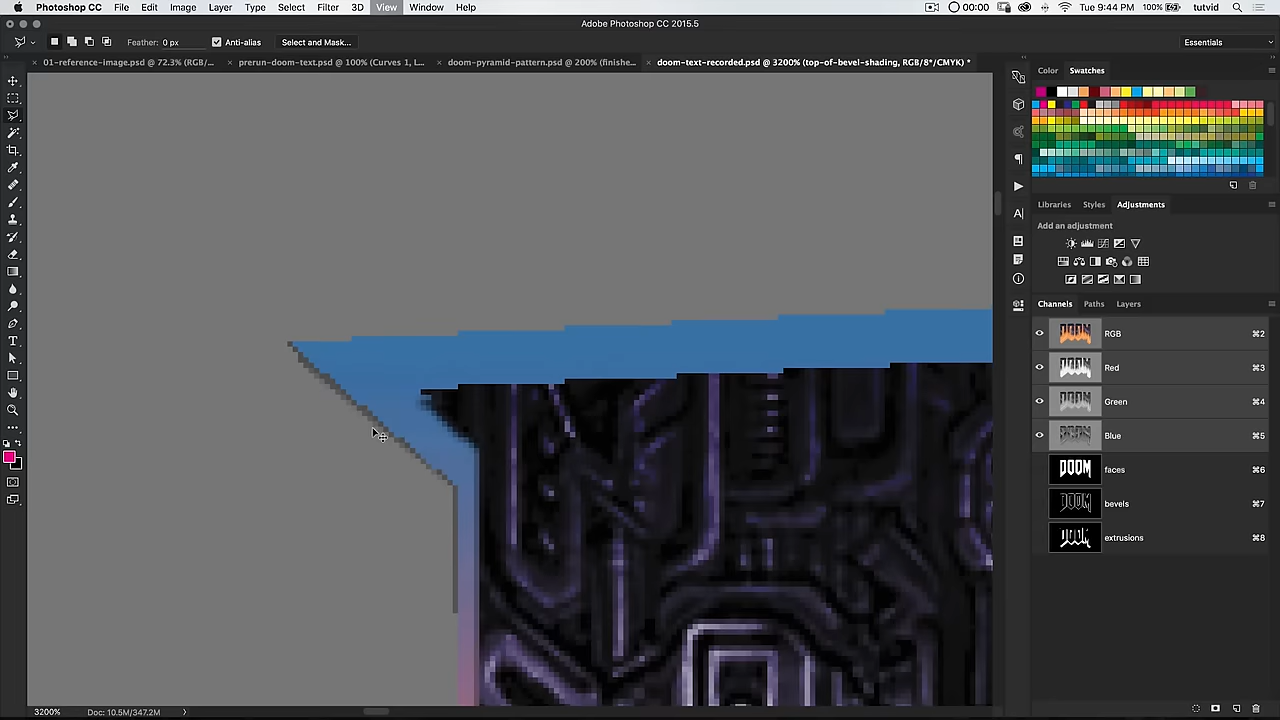 Photoshop CC File Edit Image Layer Type Select Filter 3D View Window Help 00:00 Tue 9:44 PM 100% tutvid
Adobe Photoshop CC 2015.5
Feather: 0 px Anti-alias Select and Mask... Essentials
01-reference-image.psd @ 72.3% (RGB/... prerun-doom-text.psd @ 100% (Curves 1, L... doom-pyramid-pattern.psd @ 200% (finishe... doom-text-recorded.psd @ 3200% (top-of-bevel-shading, RGB/8*/CMYK) *
Color Swatches
Libraries Styles Adjustments
Add an adjustment
Channels Paths Layers
RGB ⌘2
Red ⌘3
Green ⌘4
Blue ⌘5
faces ⌘6
bevels ⌘7
extrusions ⌘8
3200% Doc: 10.5M/347.2M